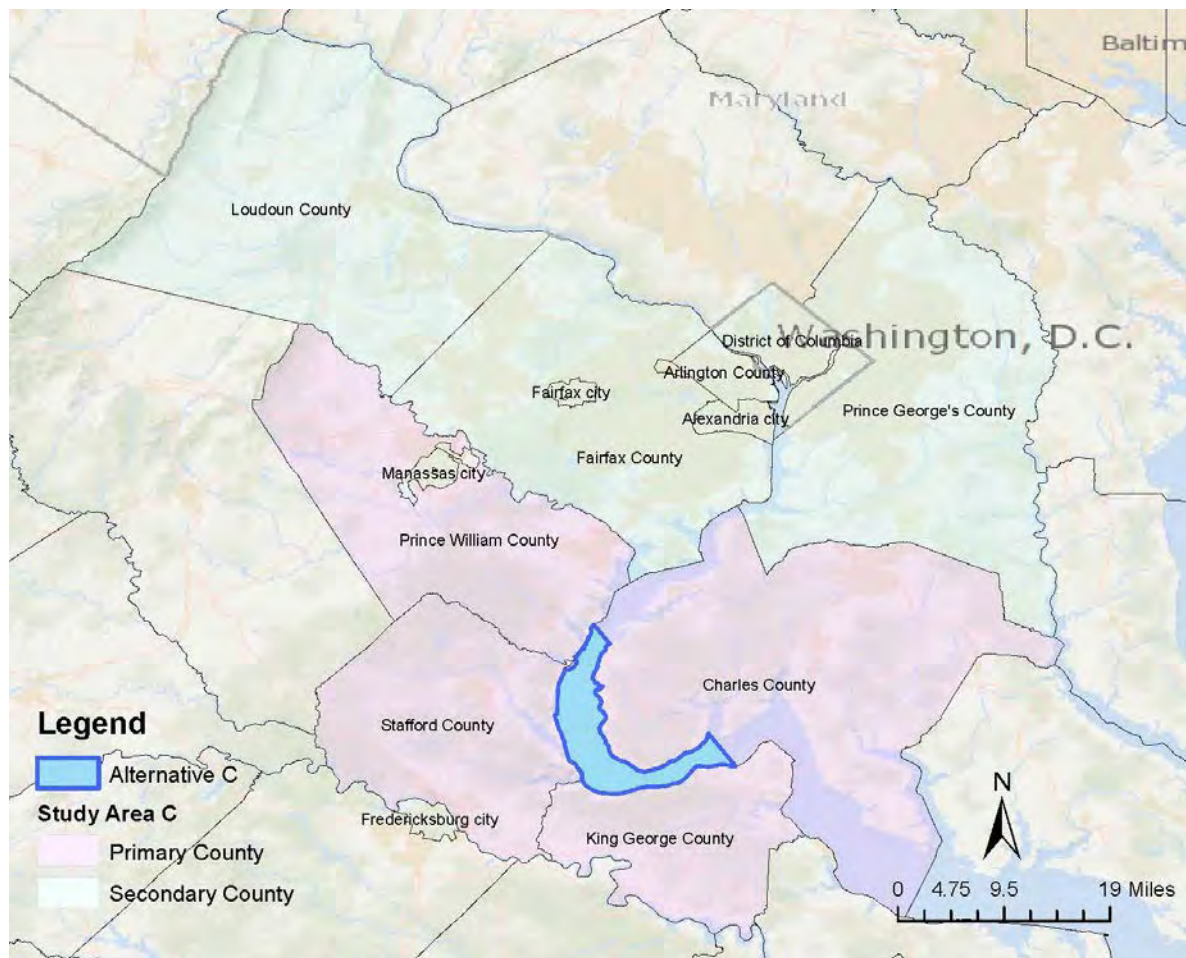 Baltim
Maryland
Loudoun County
Washington, D.C.
District of Columbia
Arlington County
Fairfax city
Prince George's County
Alexandria city
Fairfax County
Manassas city
Prince William County
Charles County
Stafford County
Fredericksburg city
King George County
Legend
Alternative C
Study Area C
Primary County
Secondary County
N
0 4.75 9.5 19 Miles